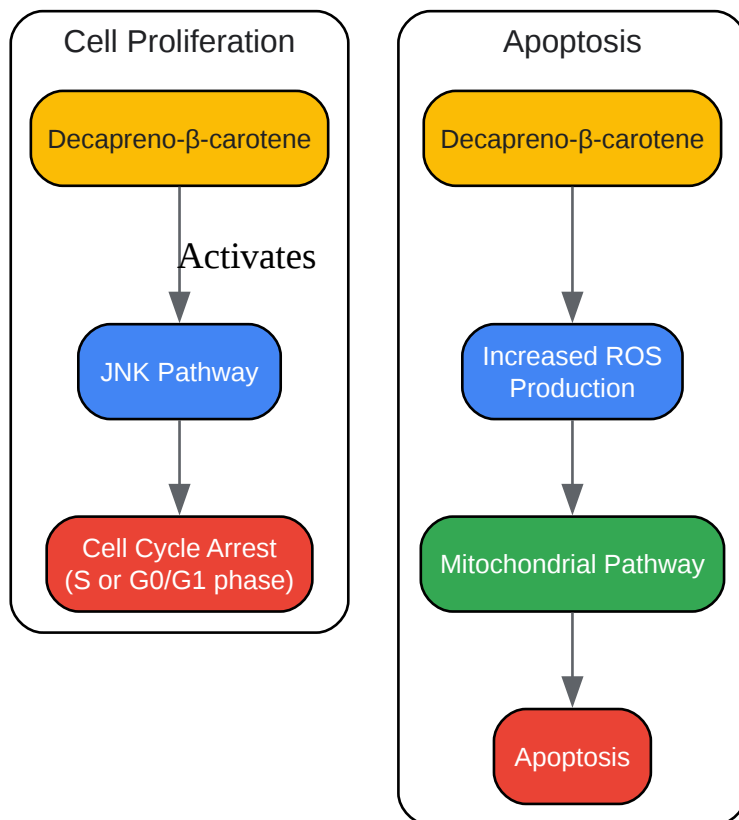 Cell Proliferation
Decapreno-β-carotene
Activates
JNK Pathway
Cell Cycle Arrest
(S or G0/G1 phase)
Apoptosis
Decapreno-β-carotene
Increased ROS
Production
Mitochondrial Pathway
Apoptosis